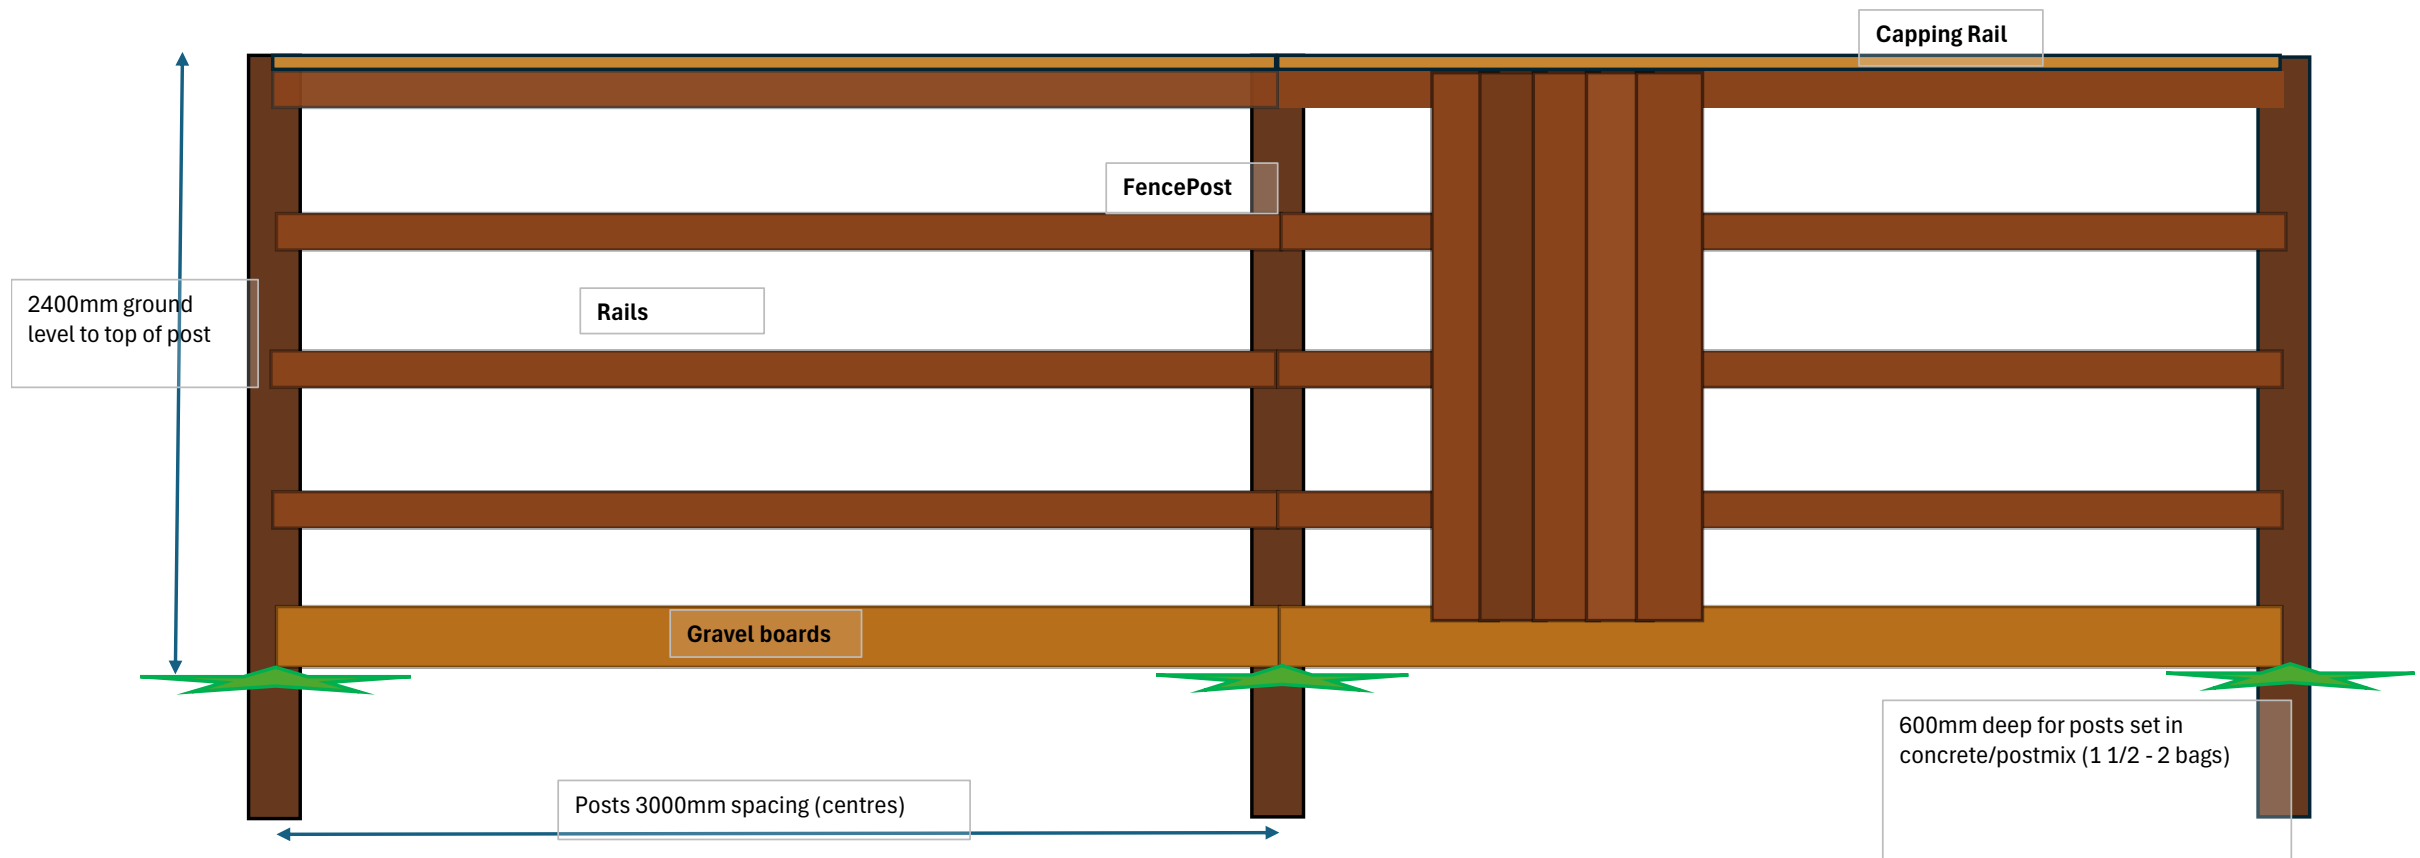 Capping Rail
FencePost
2400mm ground
level to top of post
Rails
Gravel boards
600mm deep for posts set in
concrete/postmix (1 1/2 - 2 bags)
Posts 3000mm spacing (centres)